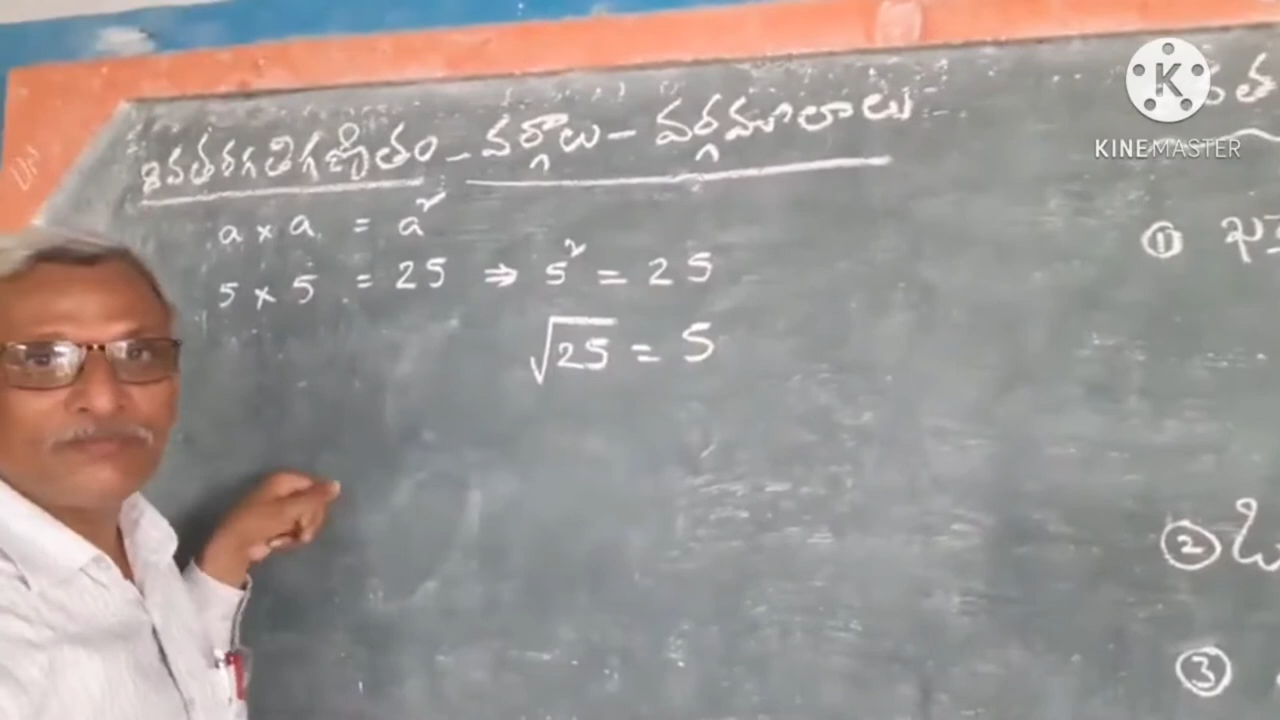 8వతరగతిగణితం - వర్గాలు - వర్గమూలాలు
a × a = a²
5 × 5 = 25 ⇒ 5² = 25
√25 = 5
①
②
③
KINEMASTER